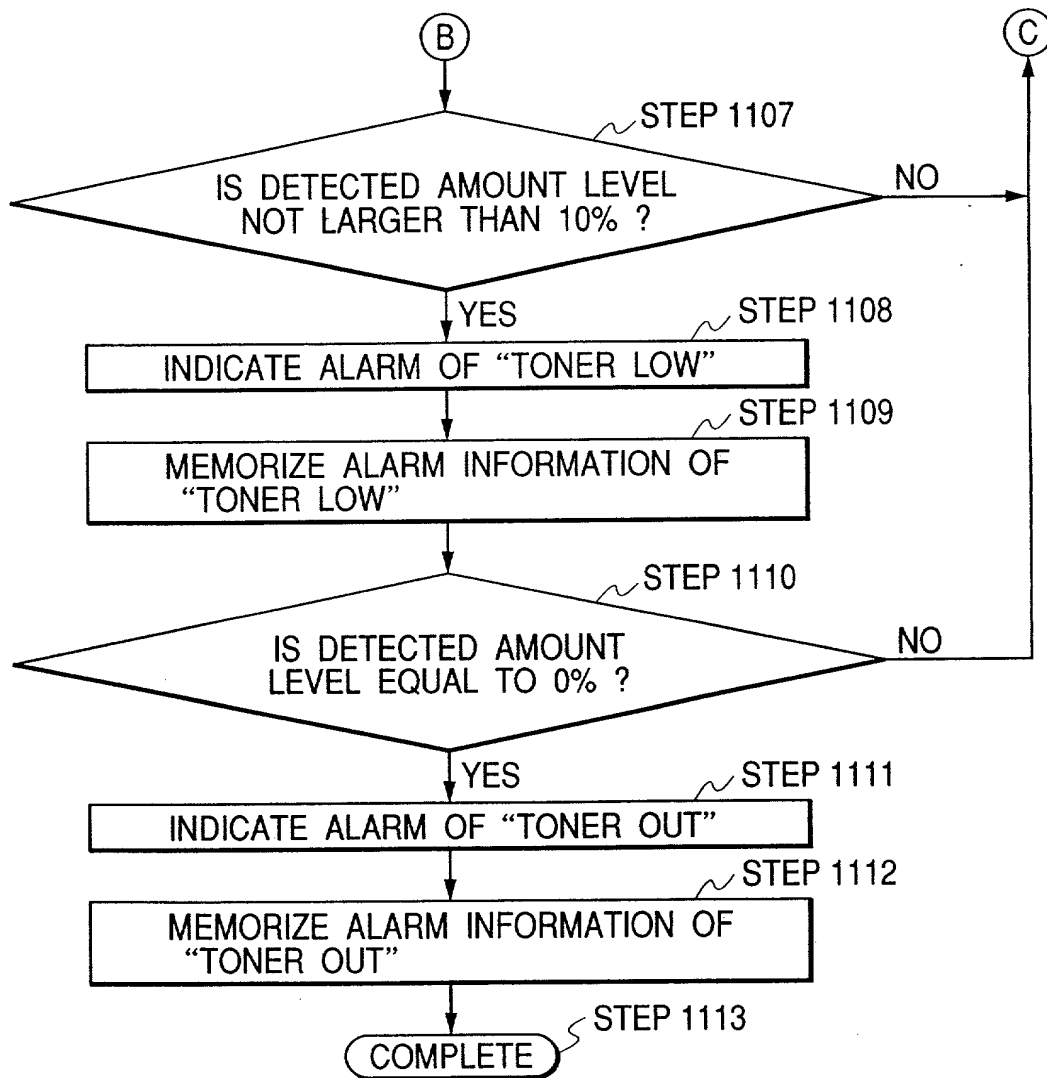 B
C
STEP 1107
IS DETECTED AMOUNT LEVEL
NOT LARGER THAN 10% ?
NO
YES
STEP 1108
INDICATE ALARM OF “TONER LOW”
STEP 1109
MEMORIZE ALARM INFORMATION OF
“TONER LOW”
STEP 1110
IS DETECTED AMOUNT
LEVEL EQUAL TO 0% ?
NO
YES
STEP 1111
INDICATE ALARM OF “TONER OUT”
STEP 1112
MEMORIZE ALARM INFORMATION OF
“TONER OUT”
STEP 1113
COMPLETE